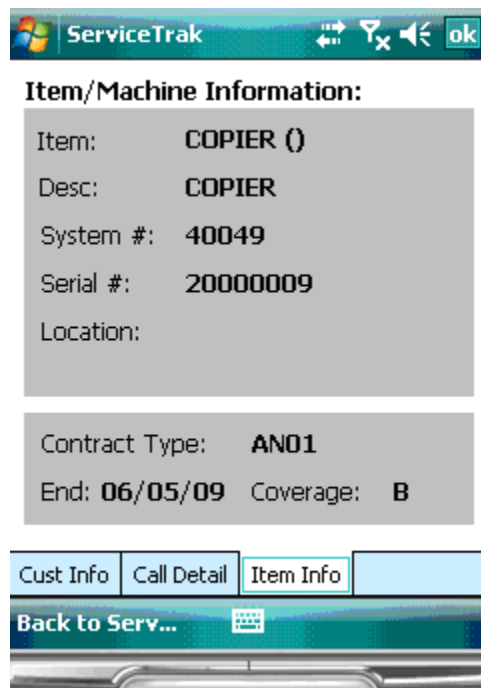 ServiceTrak ok
Item/Machine Information:
Item: COPIER ()
Desc: COPIER
System #: 40049
Serial #: 20000009
Location:
Contract Type: AN01
End: 06/05/09 Coverage: B
Cust Info Call Detail Item Info
Back to Serv...